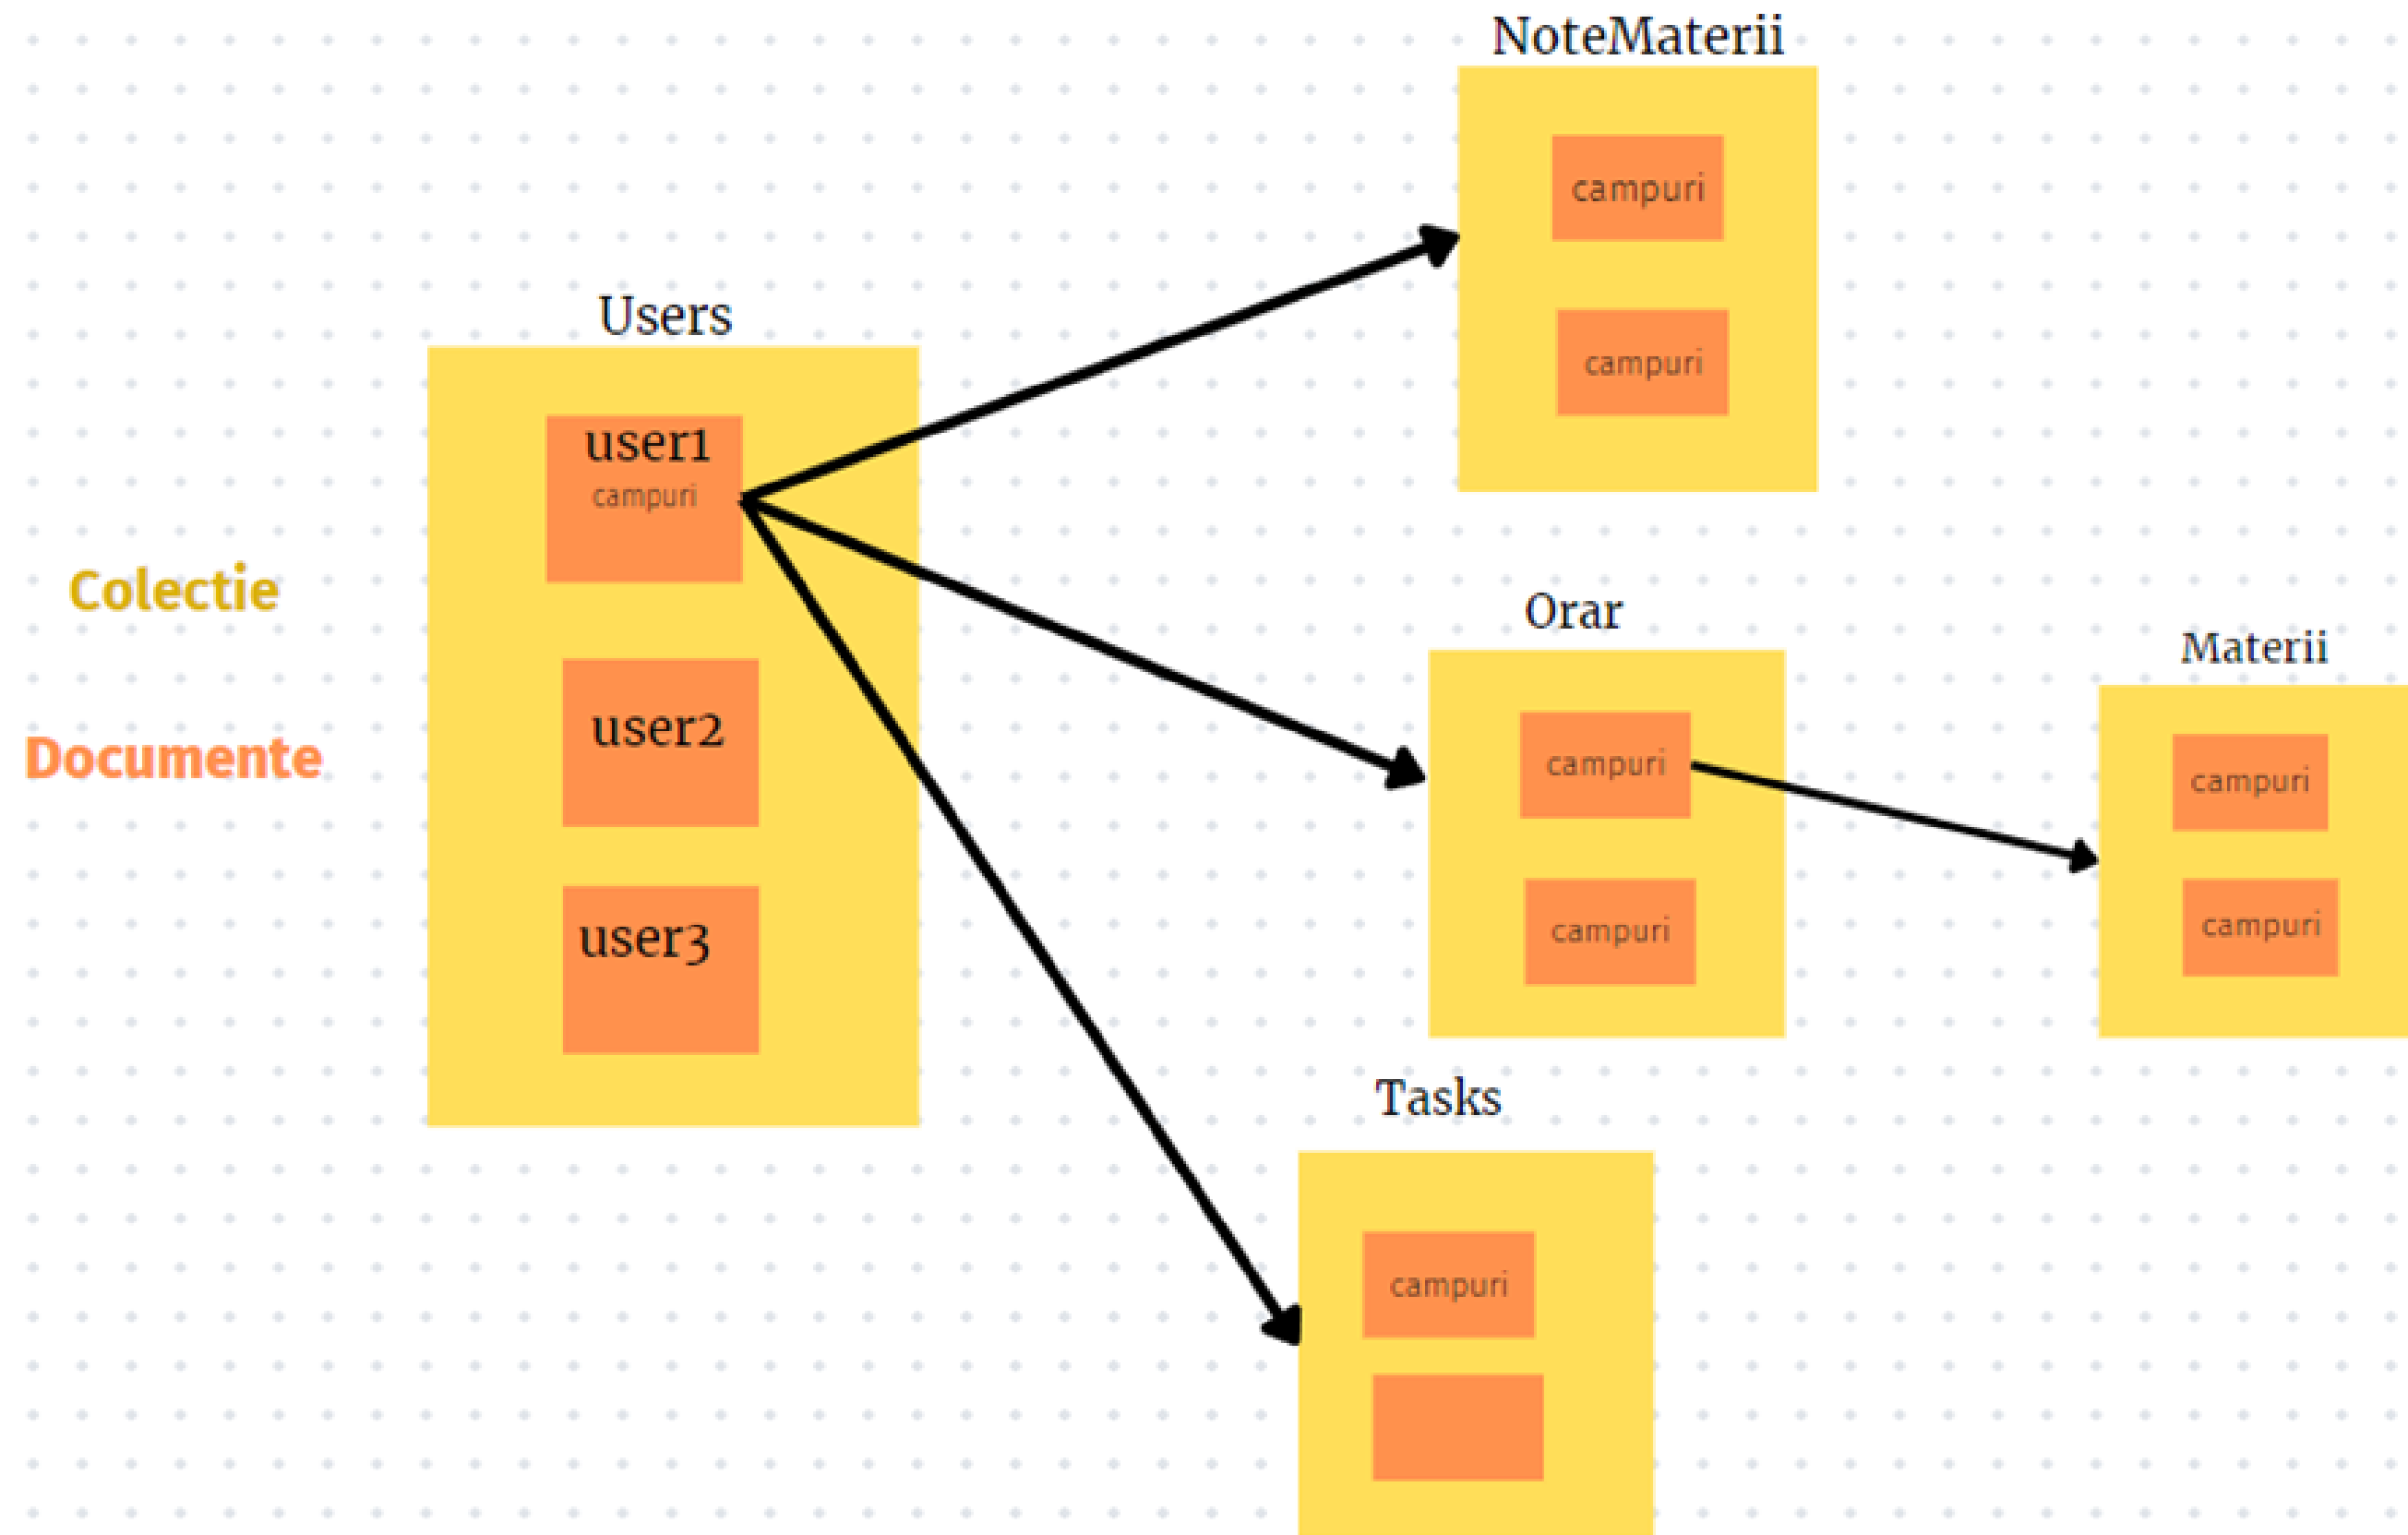 NoteMaterii
campuri
campuri
Users
user1
campuri
user2
user3
Colectie
Documente
Orar
campuri
campuri
Materii
campuri
campuri
Tasks
campuri